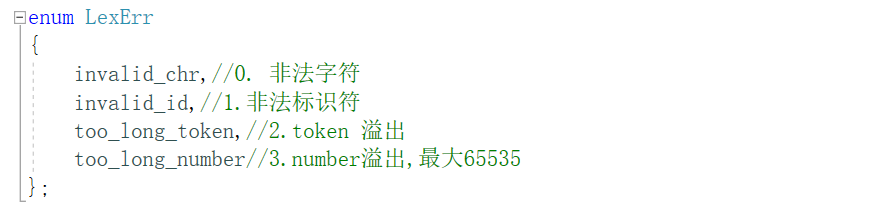 enum LexErr
{
invalid_chr,//0. 非法字符
invalid_id,//1.非法标识符
too_long_token,//2.token 溢出
too_long_number//3.number溢出,最大65535
};